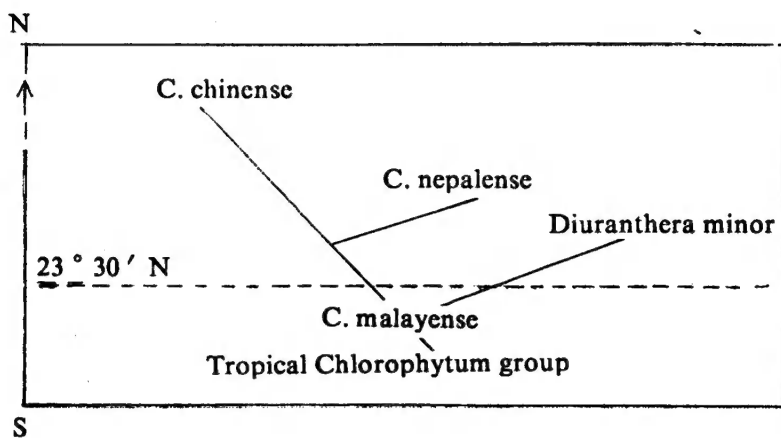 N
C. chinense
C. nepalense
Diuranthera minor
23° 30′ N
C. malayense
Tropical Chlorophytum group
S